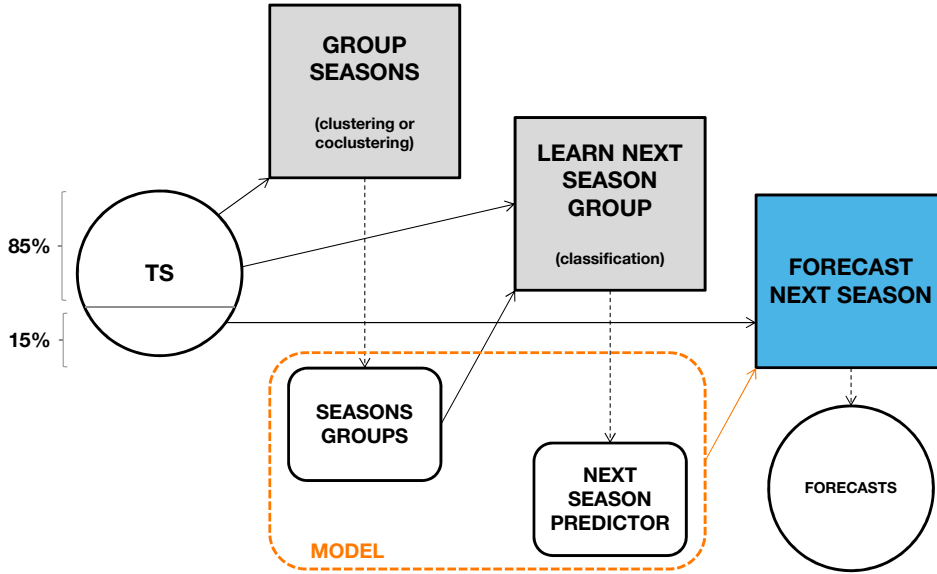 GROUP
SEASONS
(clustering or
coclustering)
LEARN NEXT
SEASON
GROUP
(classification)
85%
TS
15%
FORECAST
NEXT SEASON
SEASONS
GROUPS
NEXT
SEASON
PREDICTOR
MODEL
FORECASTS